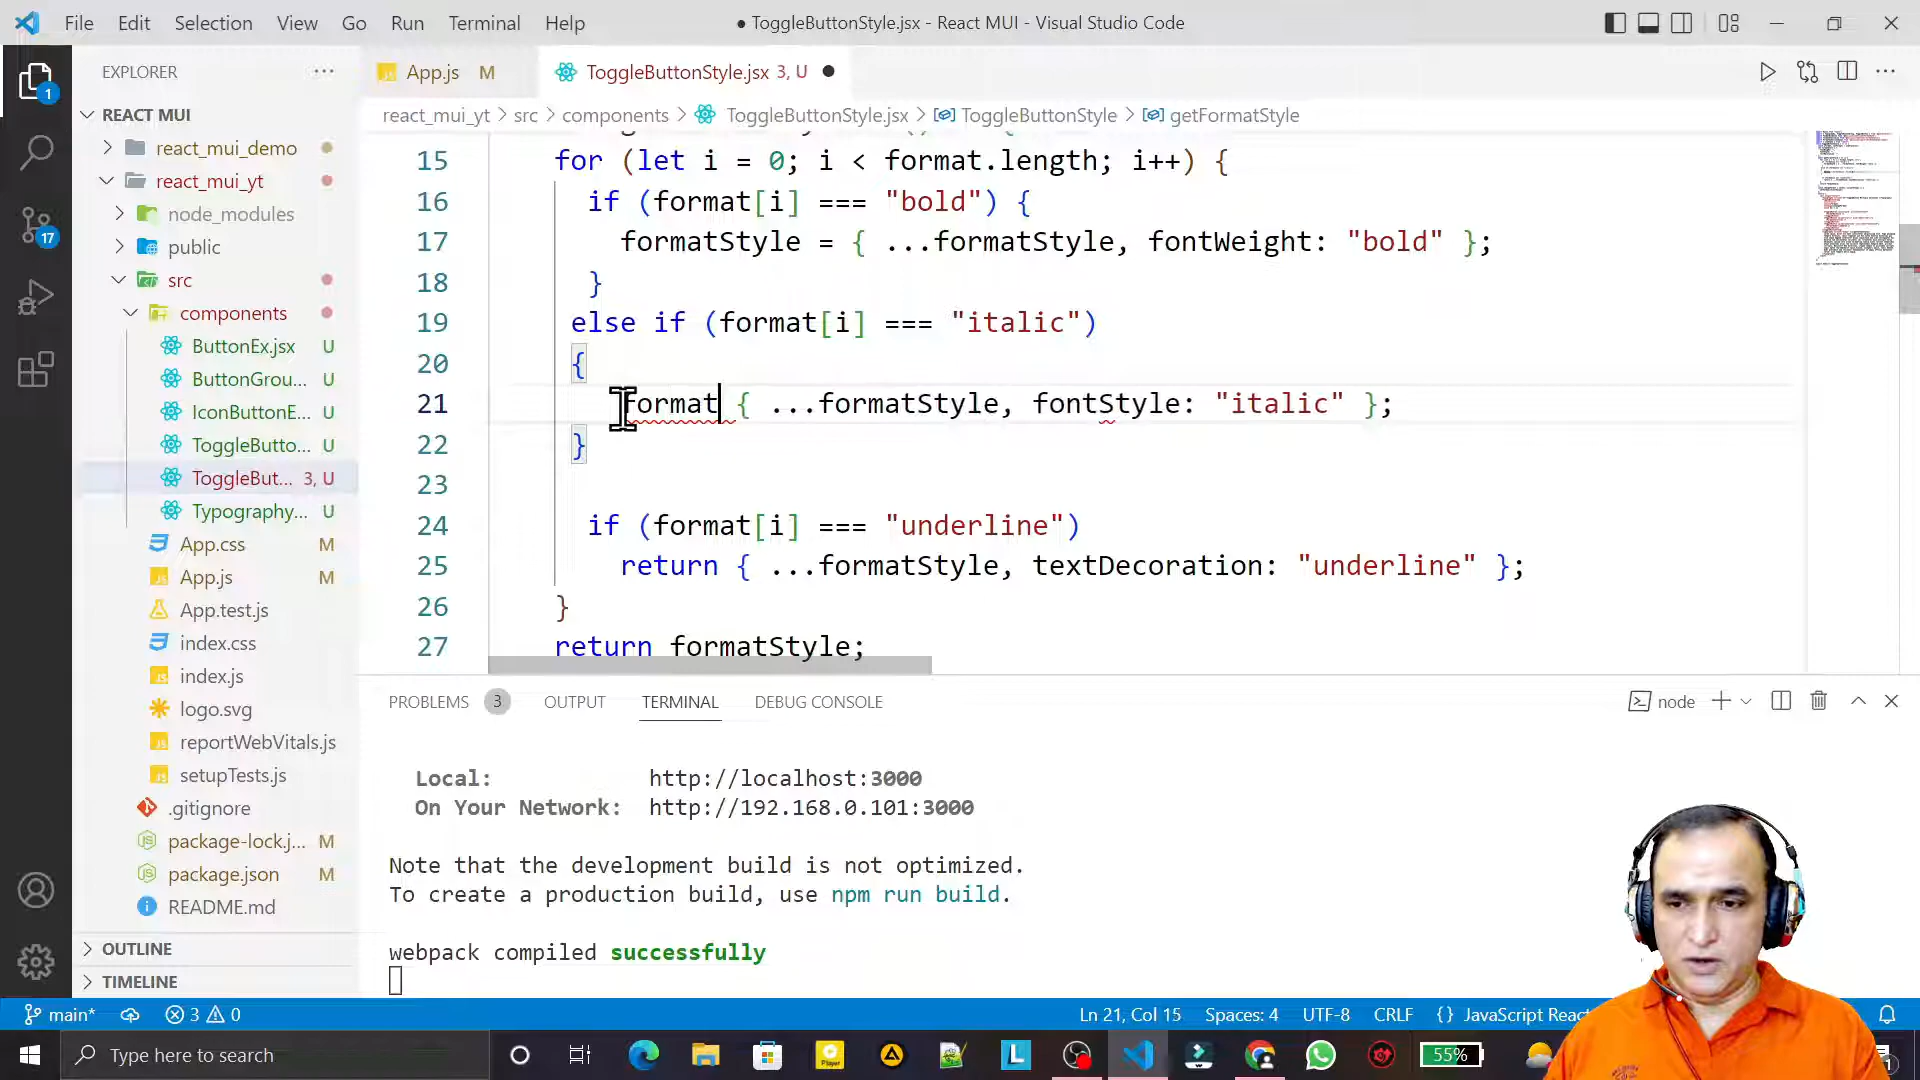 File Edit Selection View Go Run Terminal Help
● ToggleButtonStyle.jsx - React MUI - Visual Studio Code
EXPLORER
App.js M
ToggleButtonStyle.jsx 3, U ●
react_mui_yt > src > components > ToggleButtonStyle.jsx > ToggleButtonStyle > getFormatStyle
1
17
REACT MUI
react_mui_demo
react_mui_yt
node_modules
public
src
components
ButtonEx.jsx U
ButtonGrou... U
IconButtonE... U
ToggleButto... U
ToggleBut... 3, U
Typography... U
App.css M
App.js M
App.test.js
index.css
index.js
logo.svg
reportWebVitals.js
setupTests.js
.gitignore
package-lock.j... M
package.json M
README.md
OUTLINE
TIMELINE
15 for (let i = 0; i < format.length; i++) {
16 if (format[i] === "bold") {
17 formatStyle = { ...formatStyle, fontWeight: "bold" };
18 }
19 else if (format[i] === "italic")
20 {
21 format { ...formatStyle, fontStyle: "italic" };
22 }
23
24 if (format[i] === "underline")
25 return { ...formatStyle, textDecoration: "underline" };
26 }
27 return formatStyle;
PROBLEMS 3 OUTPUT TERMINAL DEBUG CONSOLE
node
Local: http://localhost:3000
On Your Network: http://192.168.0.101:3000
Note that the development build is not optimized.
To create a production build, use npm run build.
webpack compiled successfully
main* 3 0
Ln 21, Col 15 Spaces: 4 UTF-8 CRLF {} JavaScript Reac
Type here to search
Player
L
55%
1